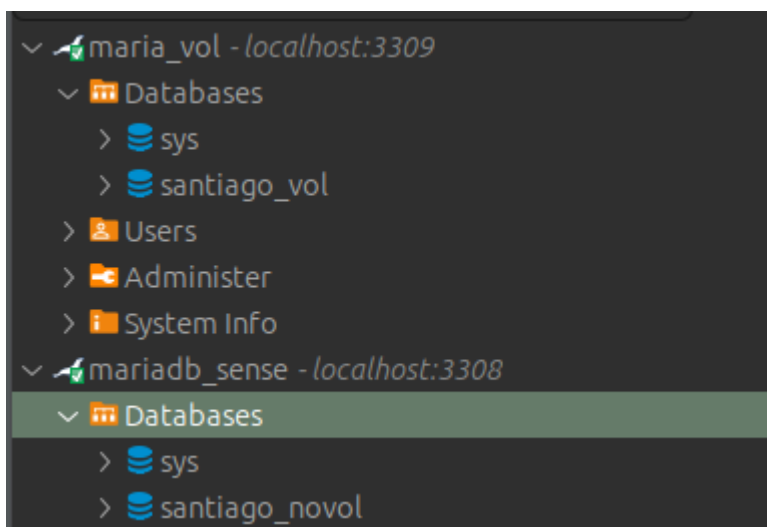 maria_vol - localhost:3309
Databases
sys
santiago_vol
Users
Administer
System Info
mariadb_sense - localhost:3308
Databases
sys
santiago_novol